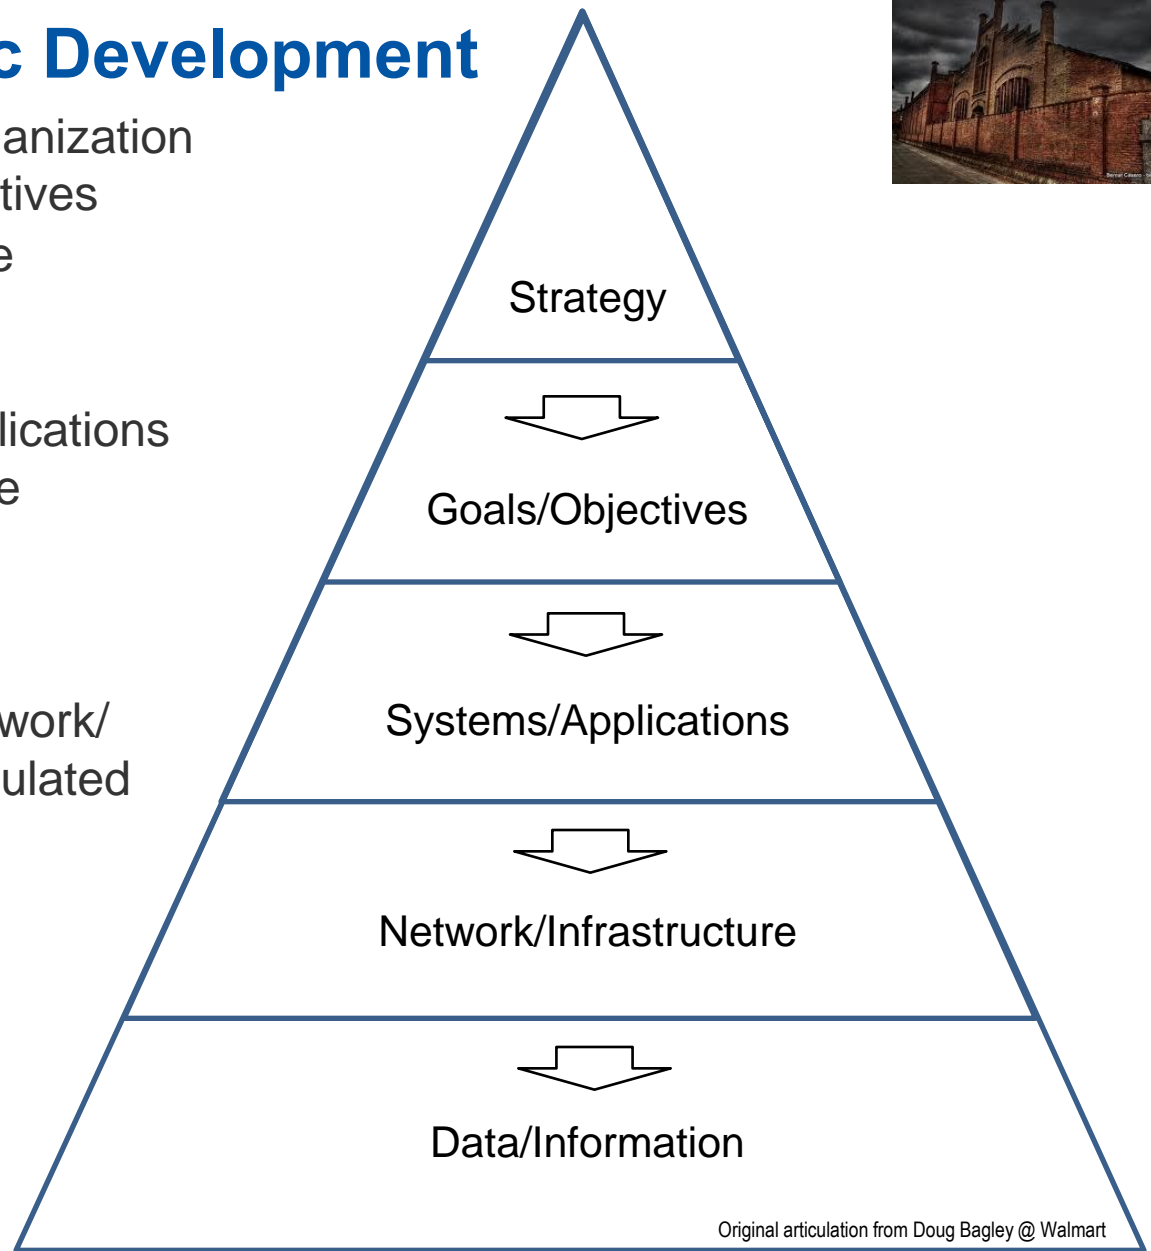 c Development
anization
tives
e
lications
e
work/
ulated
Strategy
Goals/Objectives
Systems/Applications
Network/Infrastructure
Data/Information
Original articulation from Doug Bagley @ Walmart